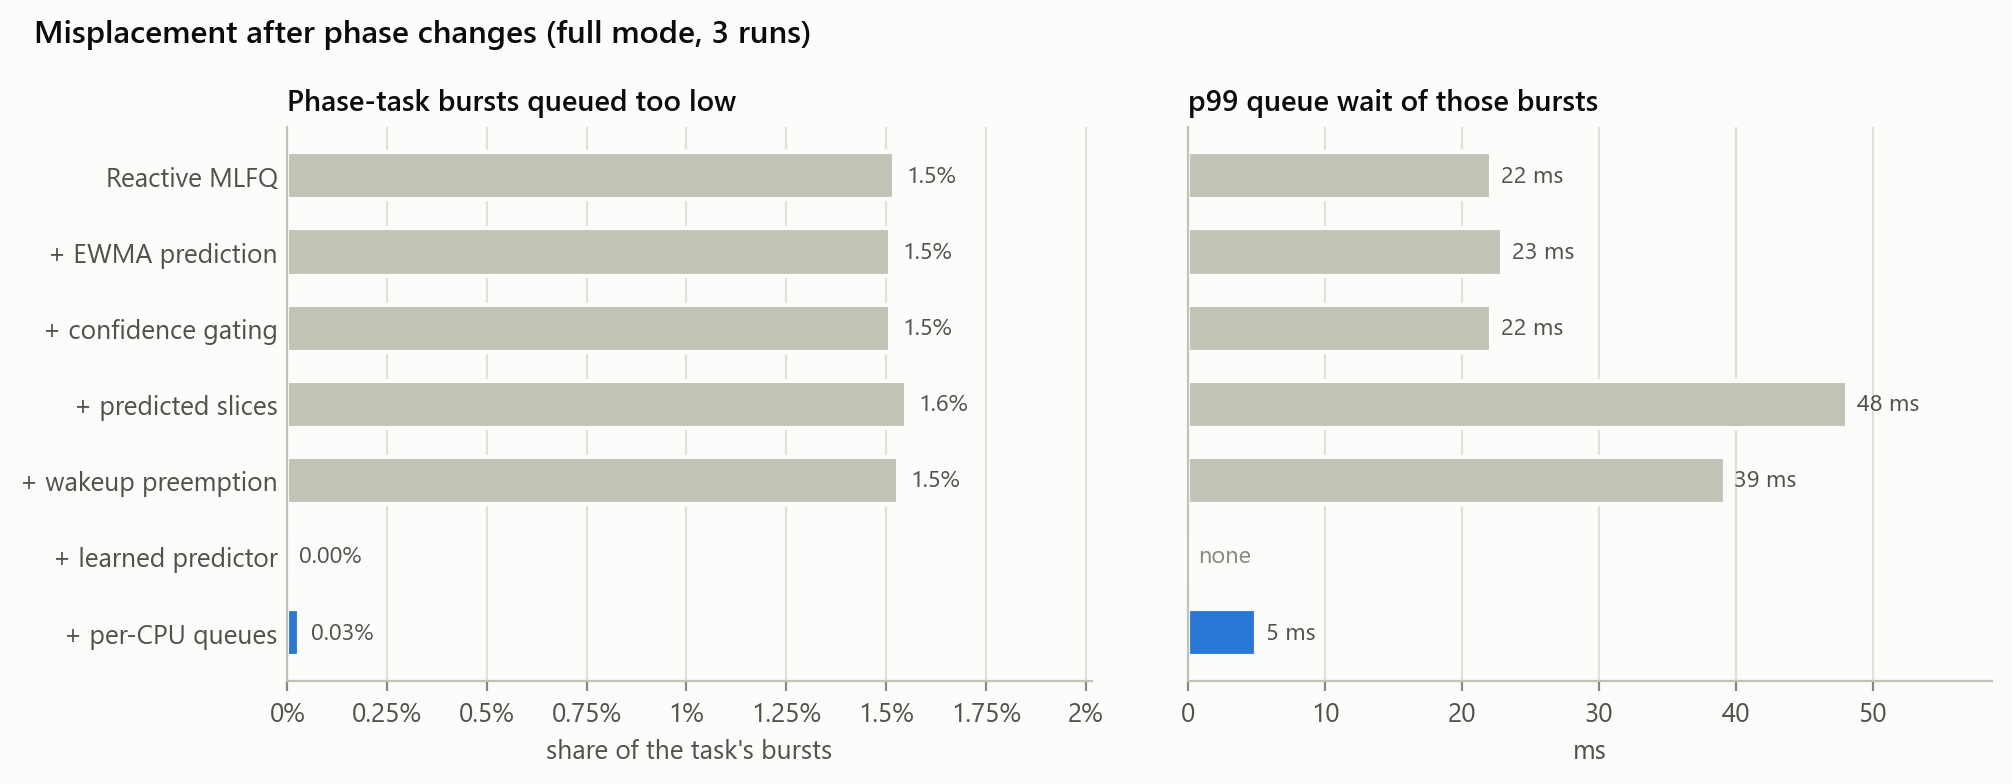 Misplacement after phase changes (full mode, 3 runs)
Phase-task bursts queued too low
Reactive MLFQ 1.5%
+ EWMA prediction 1.5%
+ confidence gating 1.5%
+ predicted slices 1.6%
+ wakeup preemption 1.5%
+ learned predictor 0.00%
+ per-CPU queues 0.03%
0% 0.25% 0.5% 0.75% 1% 1.25% 1.5% 1.75% 2%
share of the task's bursts
p99 queue wait of those bursts
22 ms
23 ms
22 ms
48 ms
39 ms
none
5 ms
0 10 20 30 40 50
ms